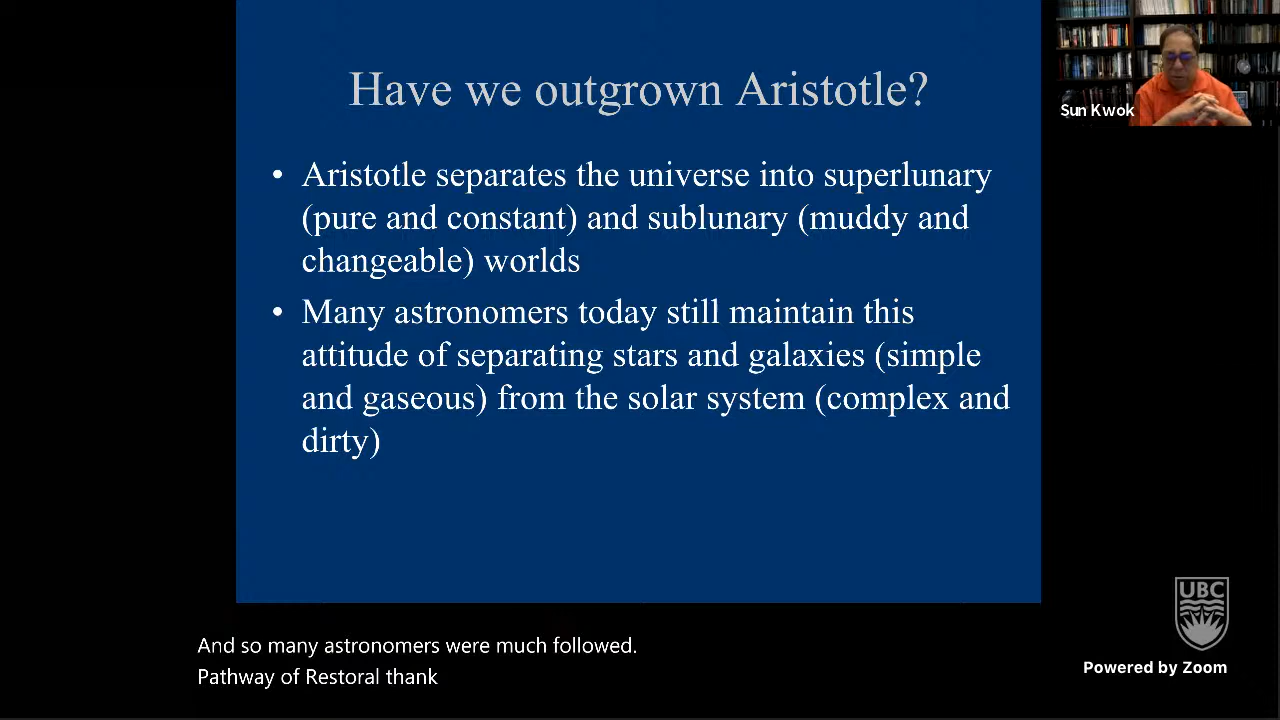 Have we outgrown Aristotle?
• Aristotle separates the universe into superlunary
(pure and constant) and sublunary (muddy and
changeable) worlds
• Many astronomers today still maintain this
attitude of separating stars and galaxies (simple
and gaseous) from the solar system (complex and
dirty)
Sun Kwok
And so many astronomers were much followed.
Pathway of Restoral thank
UBC
Powered by Zoom